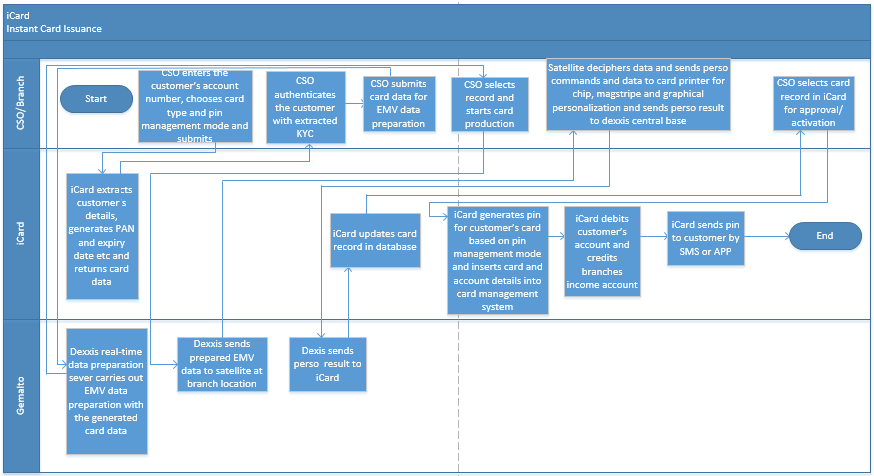 iCard
Instant Card Issuance
CSO/Branch
Start
CSO enters the
customer's account
number, chooses card
type and pin
management mode and
submits
CSO
authenticates
the customer
with extracted
KYC
CSO submits
card data for
EMV data
preparation
CSO selects
record and
starts card
production
Satellite deciphers data and sends perso
commands and data to card printer for
chip, magstripe and graphical
personalization and sends perso result
to dexxis central base
CSO selects card
record in iCard
for approval/
activation
iCard
iCard extracts
customer s
details,
generates PAN
and expiry
date etc and
returns card
data
iCard updates card
record in database
iCard generates pin
for customer's card
based on pin
management mode
and inserts card and
account details into
card management
system
iCard debits
customer's
account and
credits
branches
income account
iCard sends pin
to customer by
SMS or APP
End
Gemalto
Dexxis real-time
data preparation
sever carries out
EMV data
preparation with
the generated
card data
Dexxis sends
prepared EMV
data to satellite at
branch location
Dexis sends
perso result to
iCard